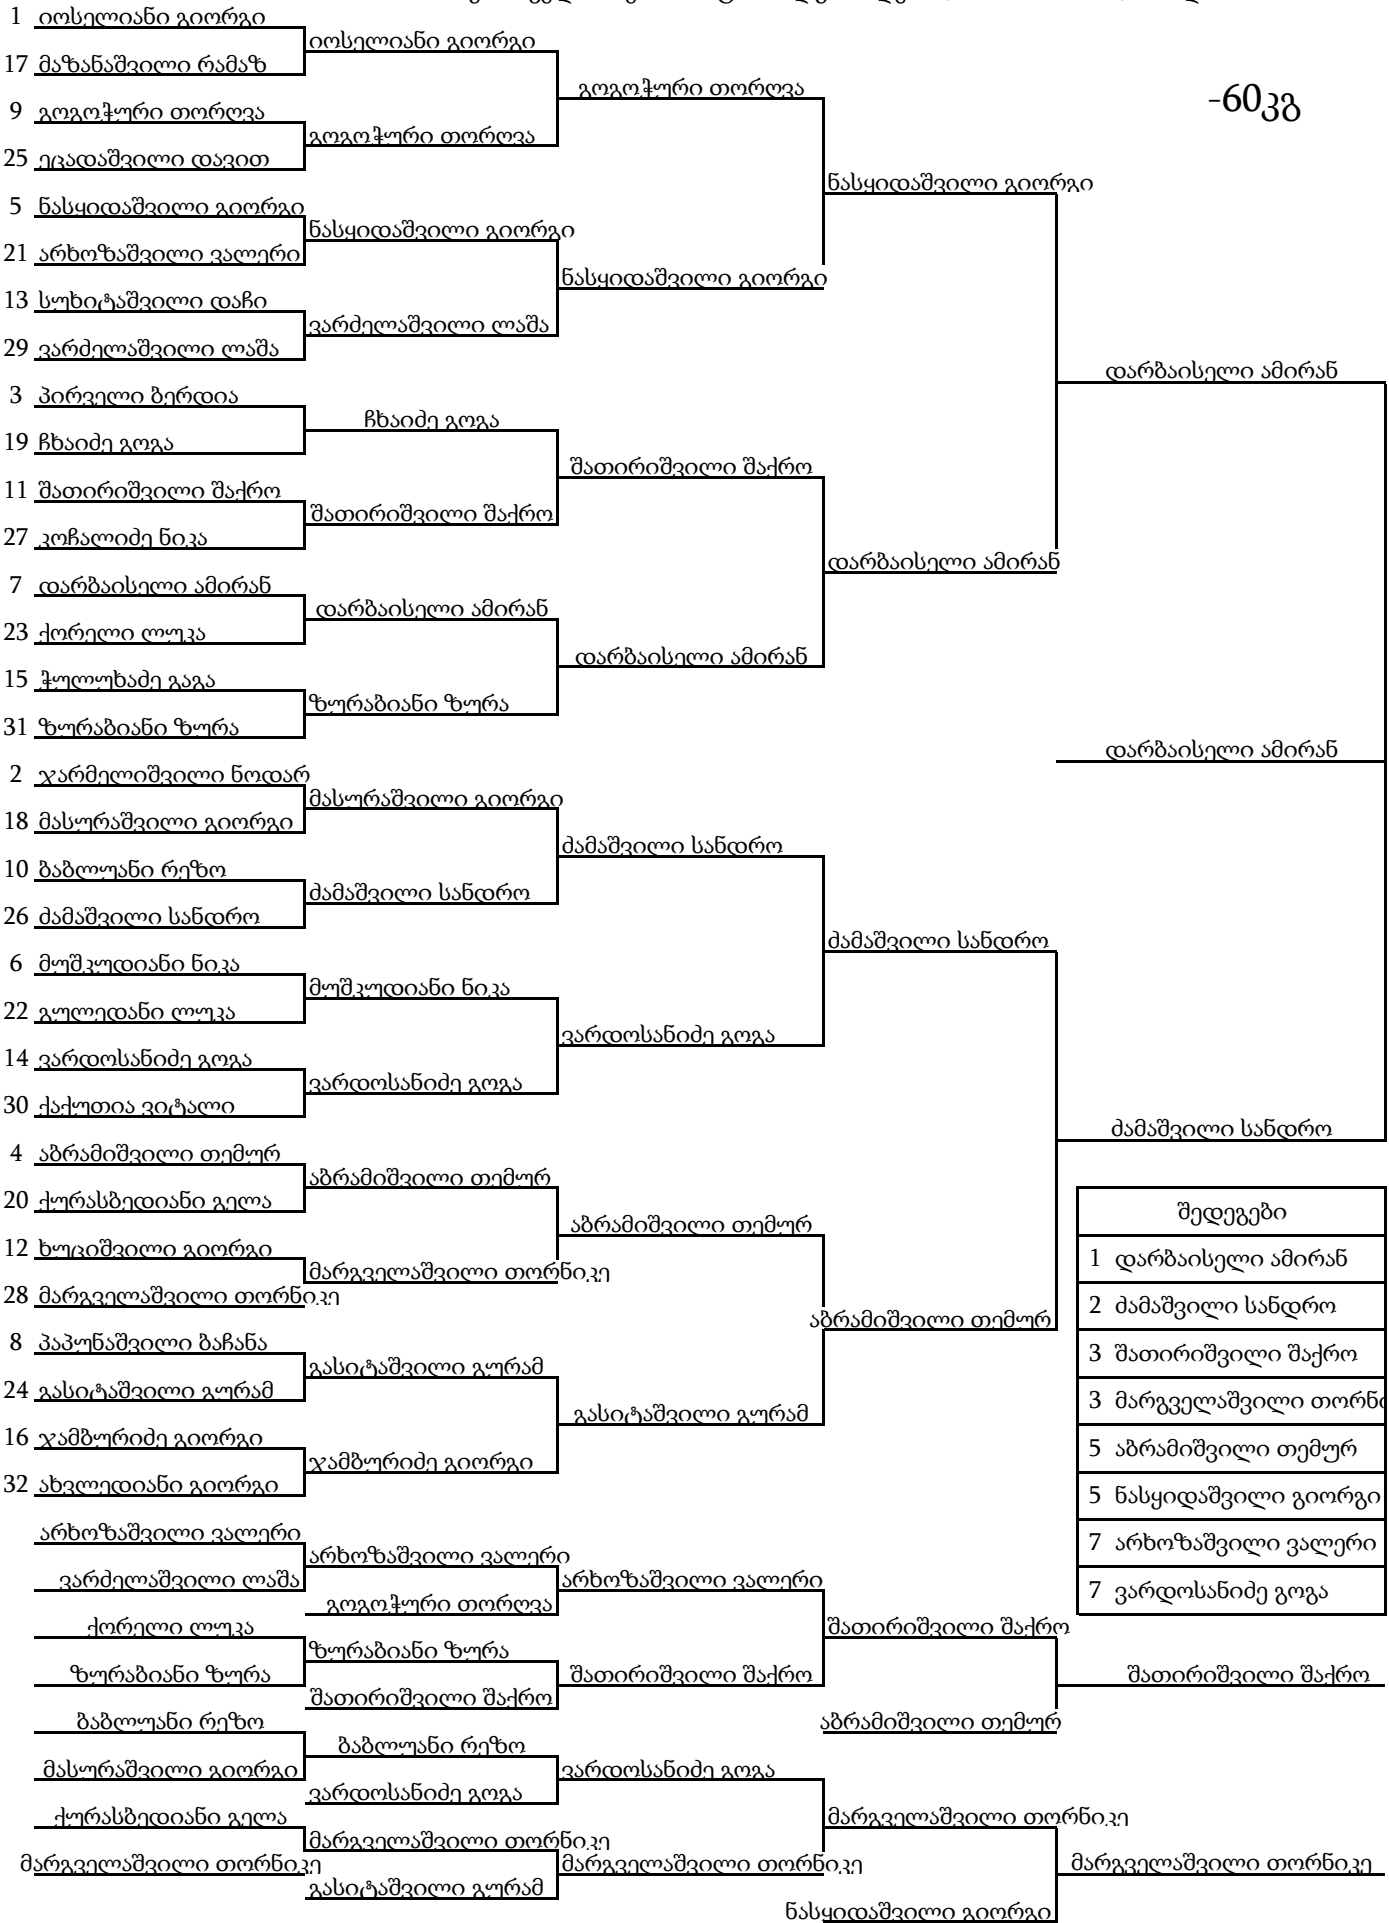 1 იოსელიანი გიორგი
იოსელიანი გიორგი
17 მაზანაშვილი რამაზ
გოგოჭური თორღვა
-60კგ
9 გოგოჭური თორღვა
გოგოჭური თორღვა
25 ეცადაშვილი დავით
ნასყიდაშვილი გიორგი
5 ნასყიდაშვილი გიორგი
ნასყიდაშვილი გიორგი
21 არხოზაშვილი ვალერი
ნასყიდაშვილი გიორგი
13 სუხიტაშვილი დაჩი
ვარძელაშვილი ლაშა
29 ვარძელაშვილი ლაშა
დარბაისელი ამირან
3 პირველი ბერდია
ჩხაიძე გოგა
19 ჩხაიძე გოგა
შათირიშვილი შაქრო
11 შათირიშვილი შაქრო
შათირიშვილი შაქრო
27 კოჩალიძე ნიკა
დარბაისელი ამირან
7 დარბაისელი ამირან
დარბაისელი ამირან
23 ქორელი ლუკა
დარბაისელი ამირან
15 ჭულუხაძე გაგა
ზურაბიანი ზურა
31 ზურაბიანი ზურა
დარბაისელი ამირან
2 ჯარმელიშვილი ნოდარ
მასურაშვილი გიორგი
18 მასურაშვილი გიორგი
ძამაშვილი სანდრო
10 ბაბლუანი რეზო
ძამაშვილი სანდრო
26 ძამაშვილი სანდრო
ძამაშვილი სანდრო
6 მუშკუდიანი ნიკა
მუშკუდიანი ნიკა
22 გულედანი ლუკა
ვარდოსანიძე გოგა
14 ვარდოსანიძე გოგა
ვარდოსანიძე გოგა
30 ქაქუთია ვიტალი
ძამაშვილი სანდრო
4 აბრამიშვილი თემურ
აბრამიშვილი თემურ
20 ქურასბედიანი გელა
შედეგები
აბრამიშვილი თემურ
12 ხუციშვილი გიორგი
1 დარბაისელი ამირან
მარგველაშვილი თორნიკე
28 მარგველაშვილი თორნიკე
2 ძამაშვილი სანდრო
აბრამიშვილი თემურ
8 პაპუნაშვილი ბაჩანა
3 შათირიშვილი შაქრო
გასიტაშვილი გურამ
24 გასიტაშვილი გურამ
3 მარგველაშვილი თორნი
გასიტაშვილი გურამ
16 ჯამბურიძე გიორგი
5 აბრამიშვილი თემურ
ჯამბურიძე გიორგი
32 ახვლედიანი გიორგი
5 ნასყიდაშვილი გიორგი
არხოზაშვილი ვალერი
7 არხოზაშვილი ვალერი
არხოზაშვილი ვალერი
ვარძელაშვილი ლაშა
არხოზაშვილი ვალერი
7 ვარდოსანიძე გოგა
გოგოჭური თორღვა
ქორელი ლუკა
შათირიშვილი შაქრო
ზურაბიანი ზურა
ზურაბიანი ზურა
შათირიშვილი შაქრო
შათირიშვილი შაქრო
შათირიშვილი შაქრო
ბაბლუანი რეზო
აბრამიშვილი თემურ
ბაბლუანი რეზო
მასურაშვილი გიორგი
ვარდოსანიძე გოგა
ვარდოსანიძე გოგა
ქურასბედიანი გელა
მარგველაშვილი თორნიკე
მარგველაშვილი თორნიკე
მარგველაშვილი თორნიკე
მარგველაშვილი თორნიკე
მარგველაშვილი თორნიკე
გასიტაშვილი გურამ
ნასყიდაშვილი გიორგი